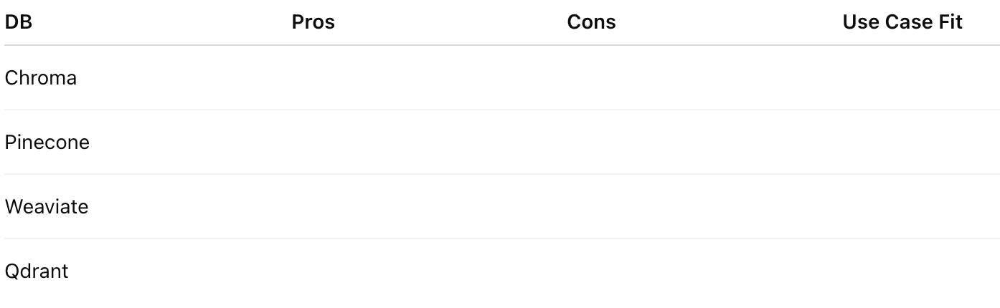 DB Pros Cons Use Case Fit
Chroma
Pinecone
Weaviate
Qdrant